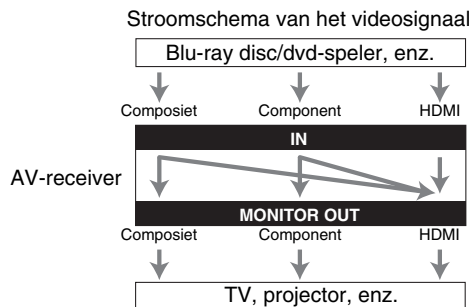 Stroomschema van het videosignaal
Blu-ray disc/dvd-speler, enz.
Composiet Component HDMI
IN
AV-receiver
MONITOR OUT
Composiet Component HDMI
TV, projector, enz.